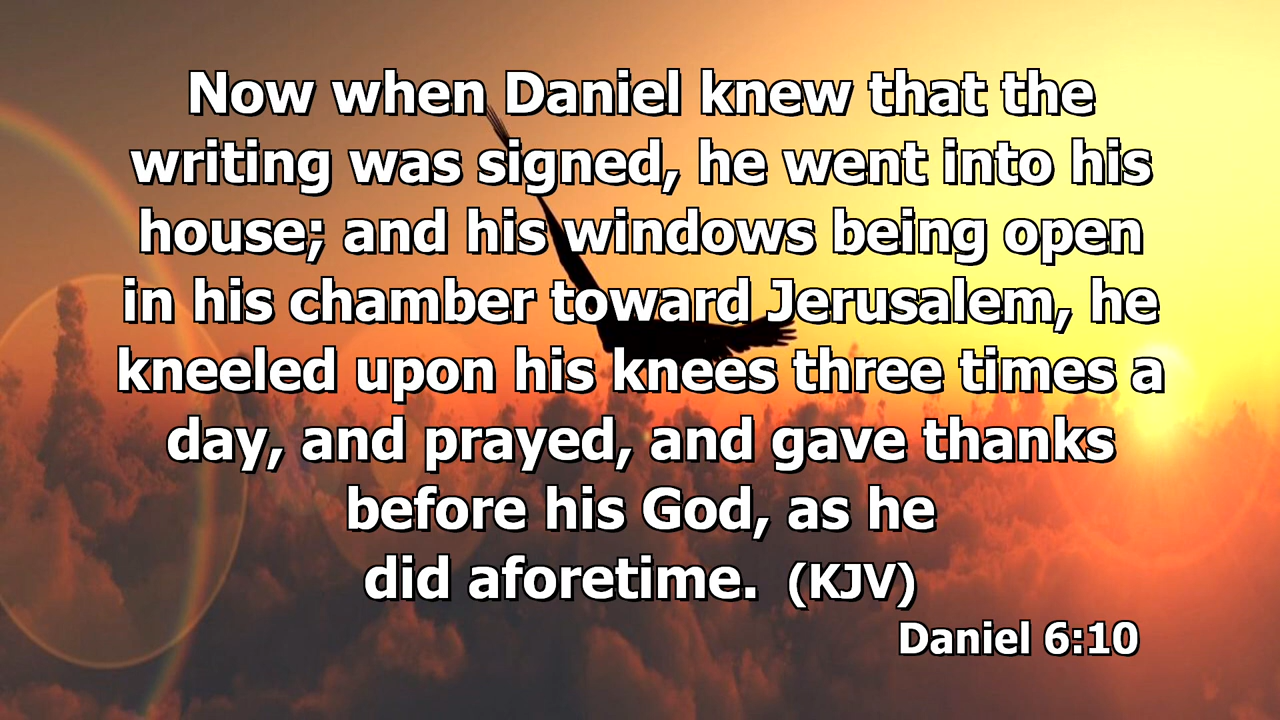 Now when Daniel knew that the
writing was signed, he went into his
house; and his windows being open
in his chamber toward Jerusalem, he
kneeled upon his knees three times a
day, and prayed, and gave thanks
before his God, as he
did aforetime. (KJV)
Daniel 6:10